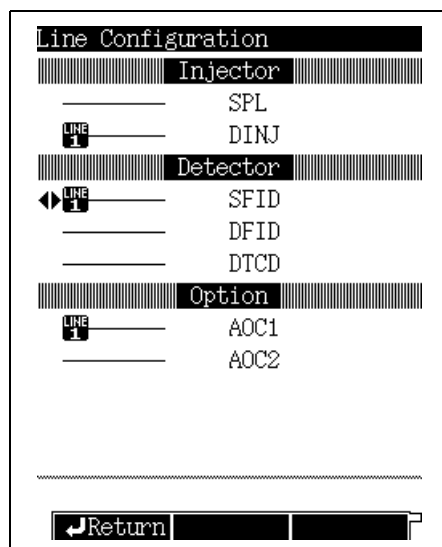 Line Configuration
Injector
SPL
LINE 1 DINJ
Detector
LINE 1 SFID
DFID
DTCD
Option
LINE 1 AOC1
AOC2
Return